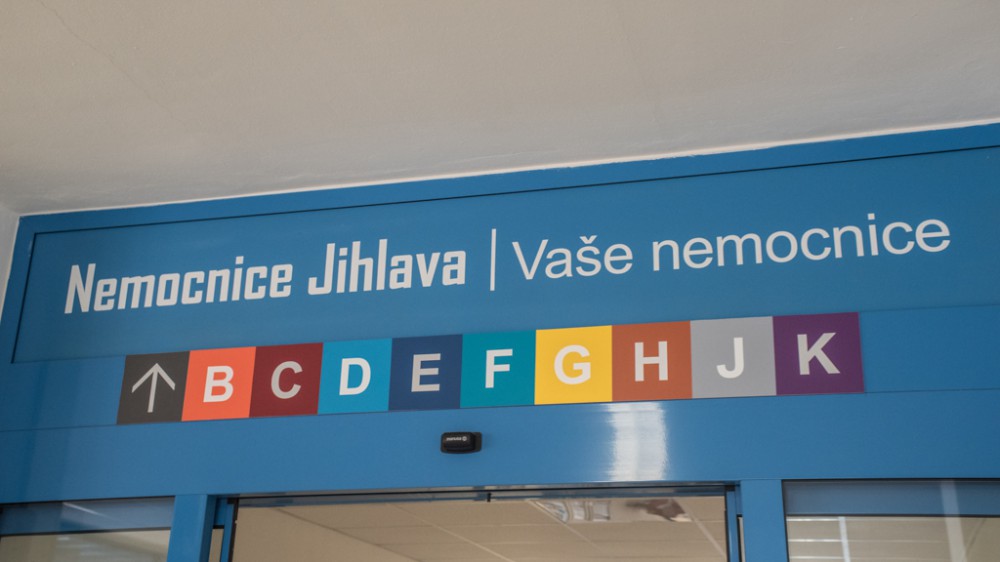 Nemocnice Jihlava | Vaše nemocnice
↑ B C D E F G H J K